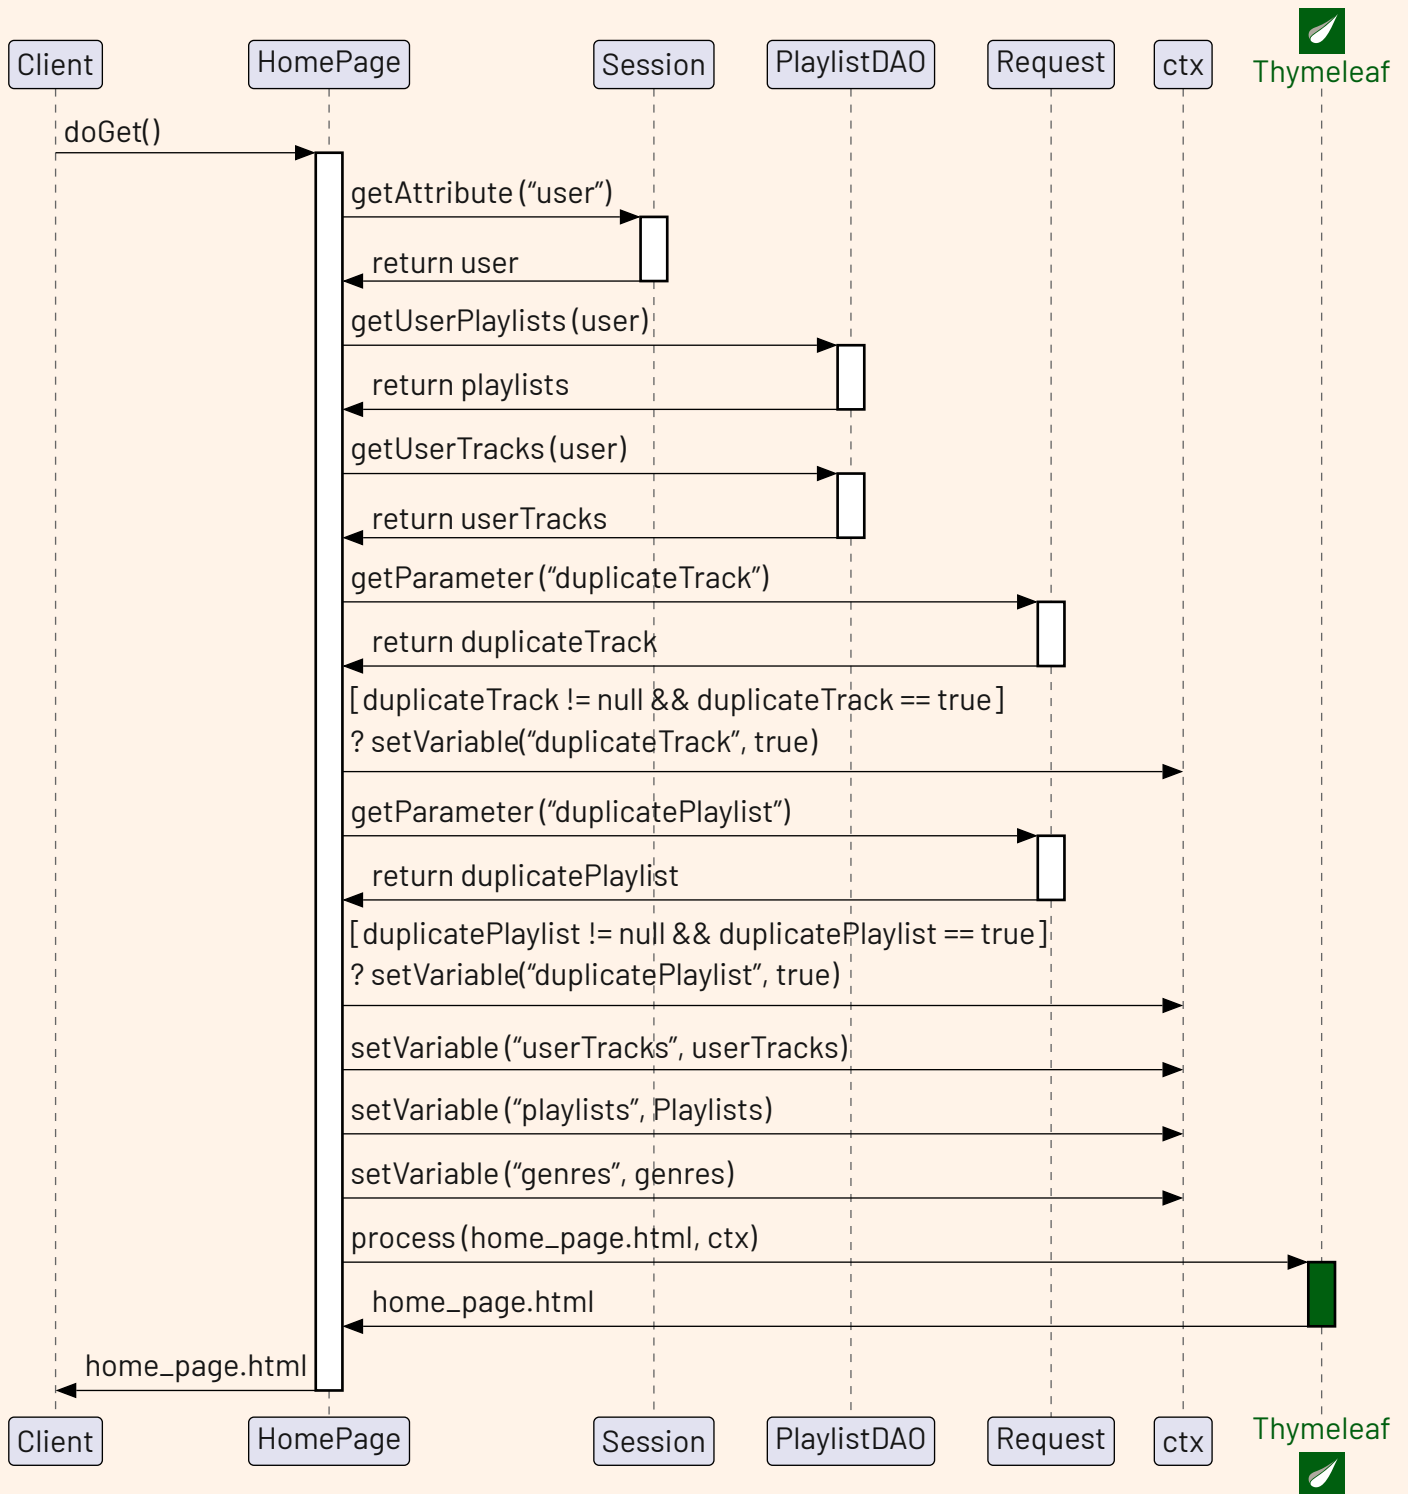 Client
HomePage
Session
PlaylistDAO
Request
ctx
Thymeleaf
doGet()
getAttribute (“user”)
return user
getUserPlaylists (user)
return playlists
getUserTracks (user)
return userTracks
getParameter (“duplicateTrack”)
return duplicateTrack
[duplicateTrack != null && duplicateTrack == true]
? setVariable(“duplicateTrack”, true)
getParameter (“duplicatePlaylist”)
return duplicatePlaylist
[duplicatePlaylist != null && duplicatePlaylist == true]
? setVariable(“duplicatePlaylist”, true)
setVariable (“userTracks”, userTracks)
setVariable (“playlists”, Playlists)
setVariable (“genres”, genres)
process (home_page.html, ctx)
home_page.html
home_page.html
Client
HomePage
Session
PlaylistDAO
Request
ctx
Thymeleaf